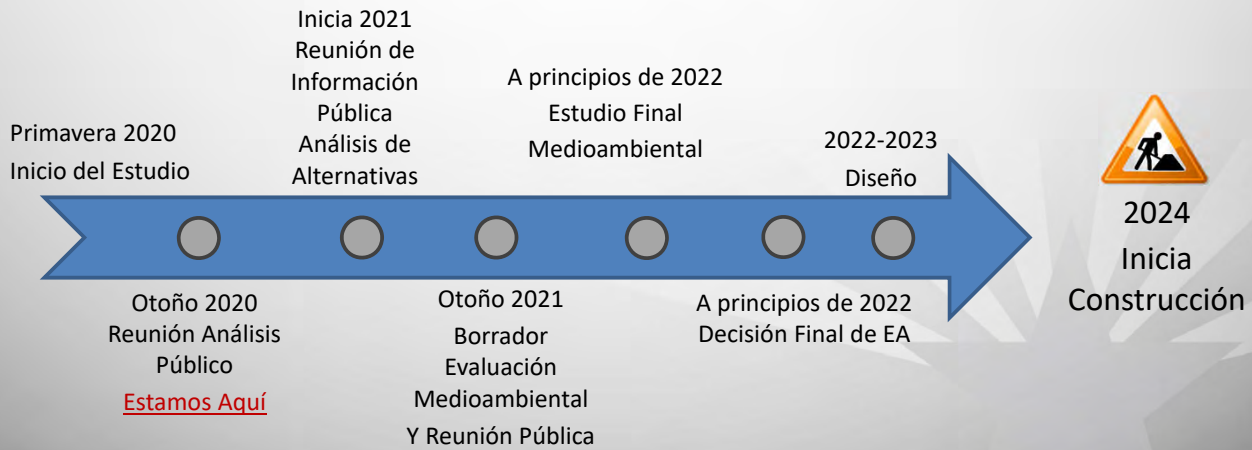 Primavera 2020
Inicio del Estudio
Otoño 2020
Reunión Análisis
Público
Estamos Aquí
Inicia 2021
Reunión de
Información
Pública
Análisis de
Alternativas
Otoño 2021
Borrador
Evaluación
Medioambiental
Y Reunión Pública
A principios de 2022
Estudio Final
Medioambiental
A principios de 2022
Decisión Final de EA
2022-2023
Diseño
2024
Inicia
Construcción